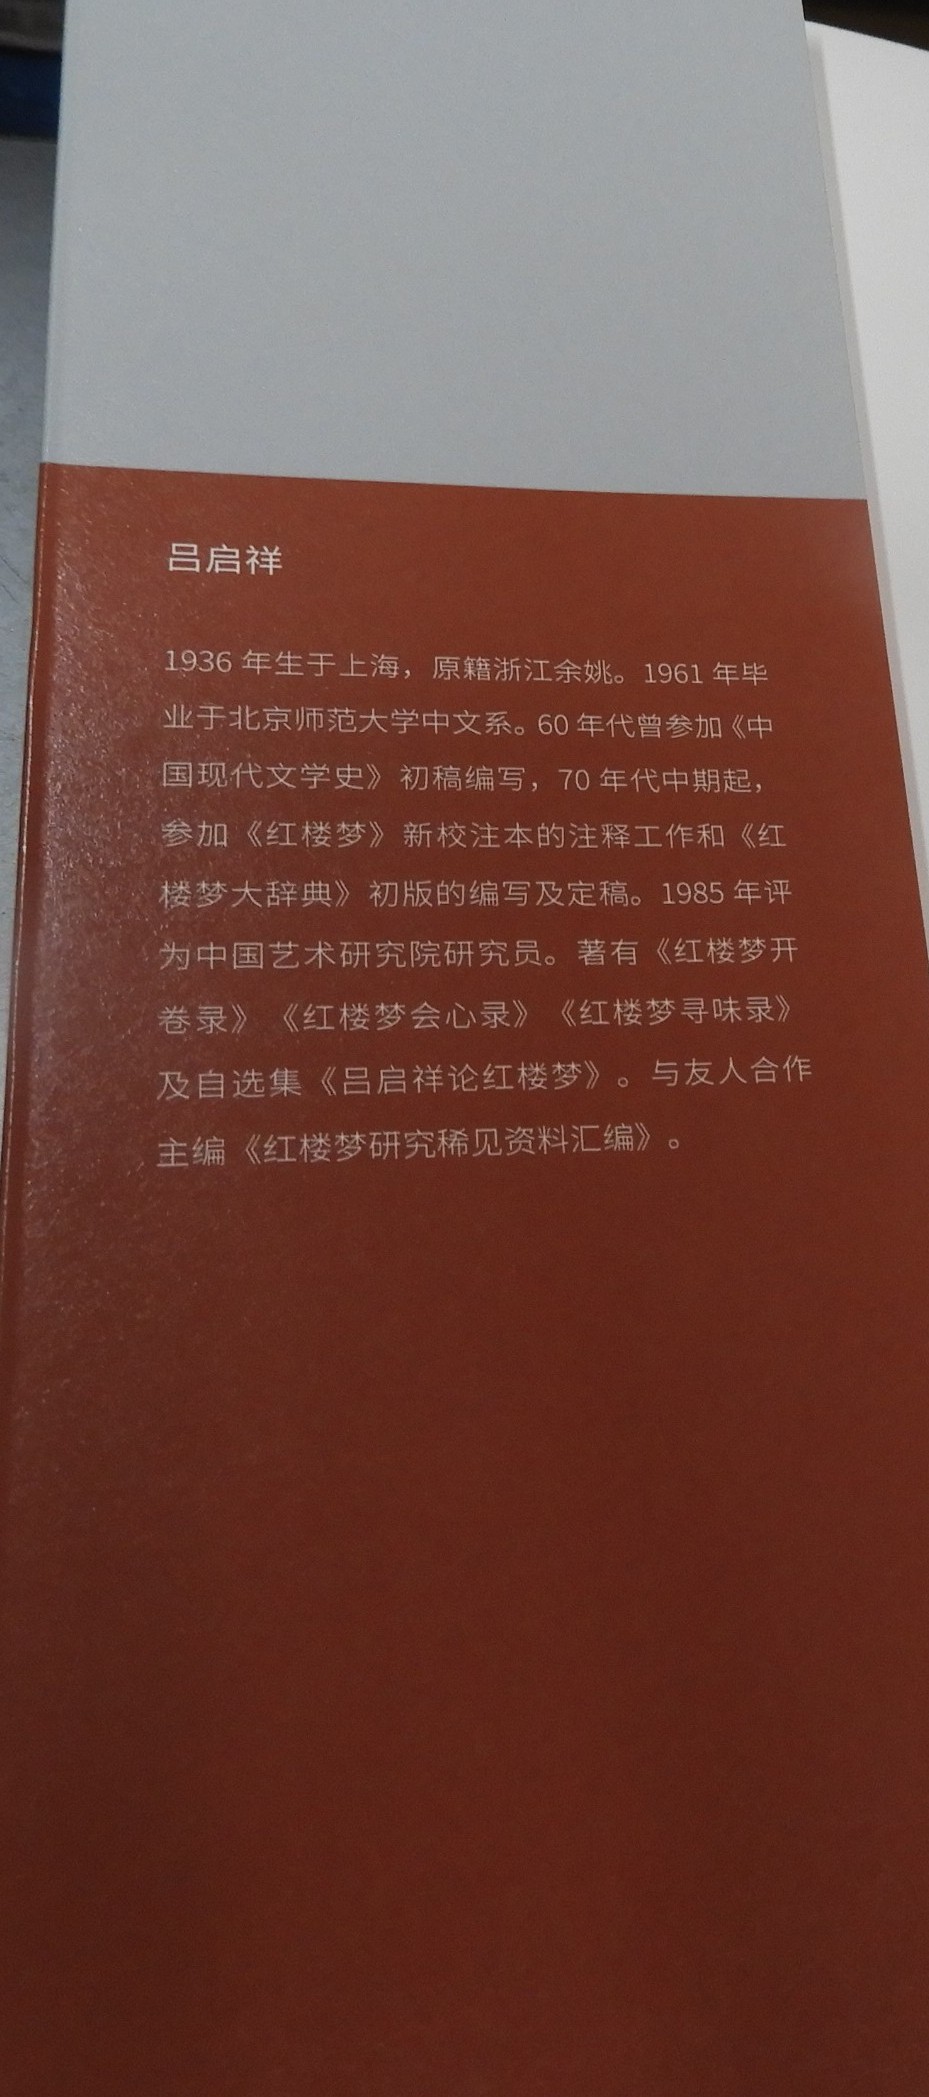 吕启祥
1936 年生于上海，原籍浙江余姚。1961 年毕
业于北京师范大学中文系。60 年代曾参加《中
国现代文学史》初稿编写，70 年代中期起，
参加《红楼梦》新校注本的注释工作和《红
楼梦大辞典》初版的编写及定稿。1985 年评
为中国艺术研究院研究员。著有《红楼梦开
卷录》《红楼梦会心录》《红楼梦寻味录》
及自选集《吕启祥论红楼梦》。与友人合作
主编《红楼梦研究稀见资料汇编》。